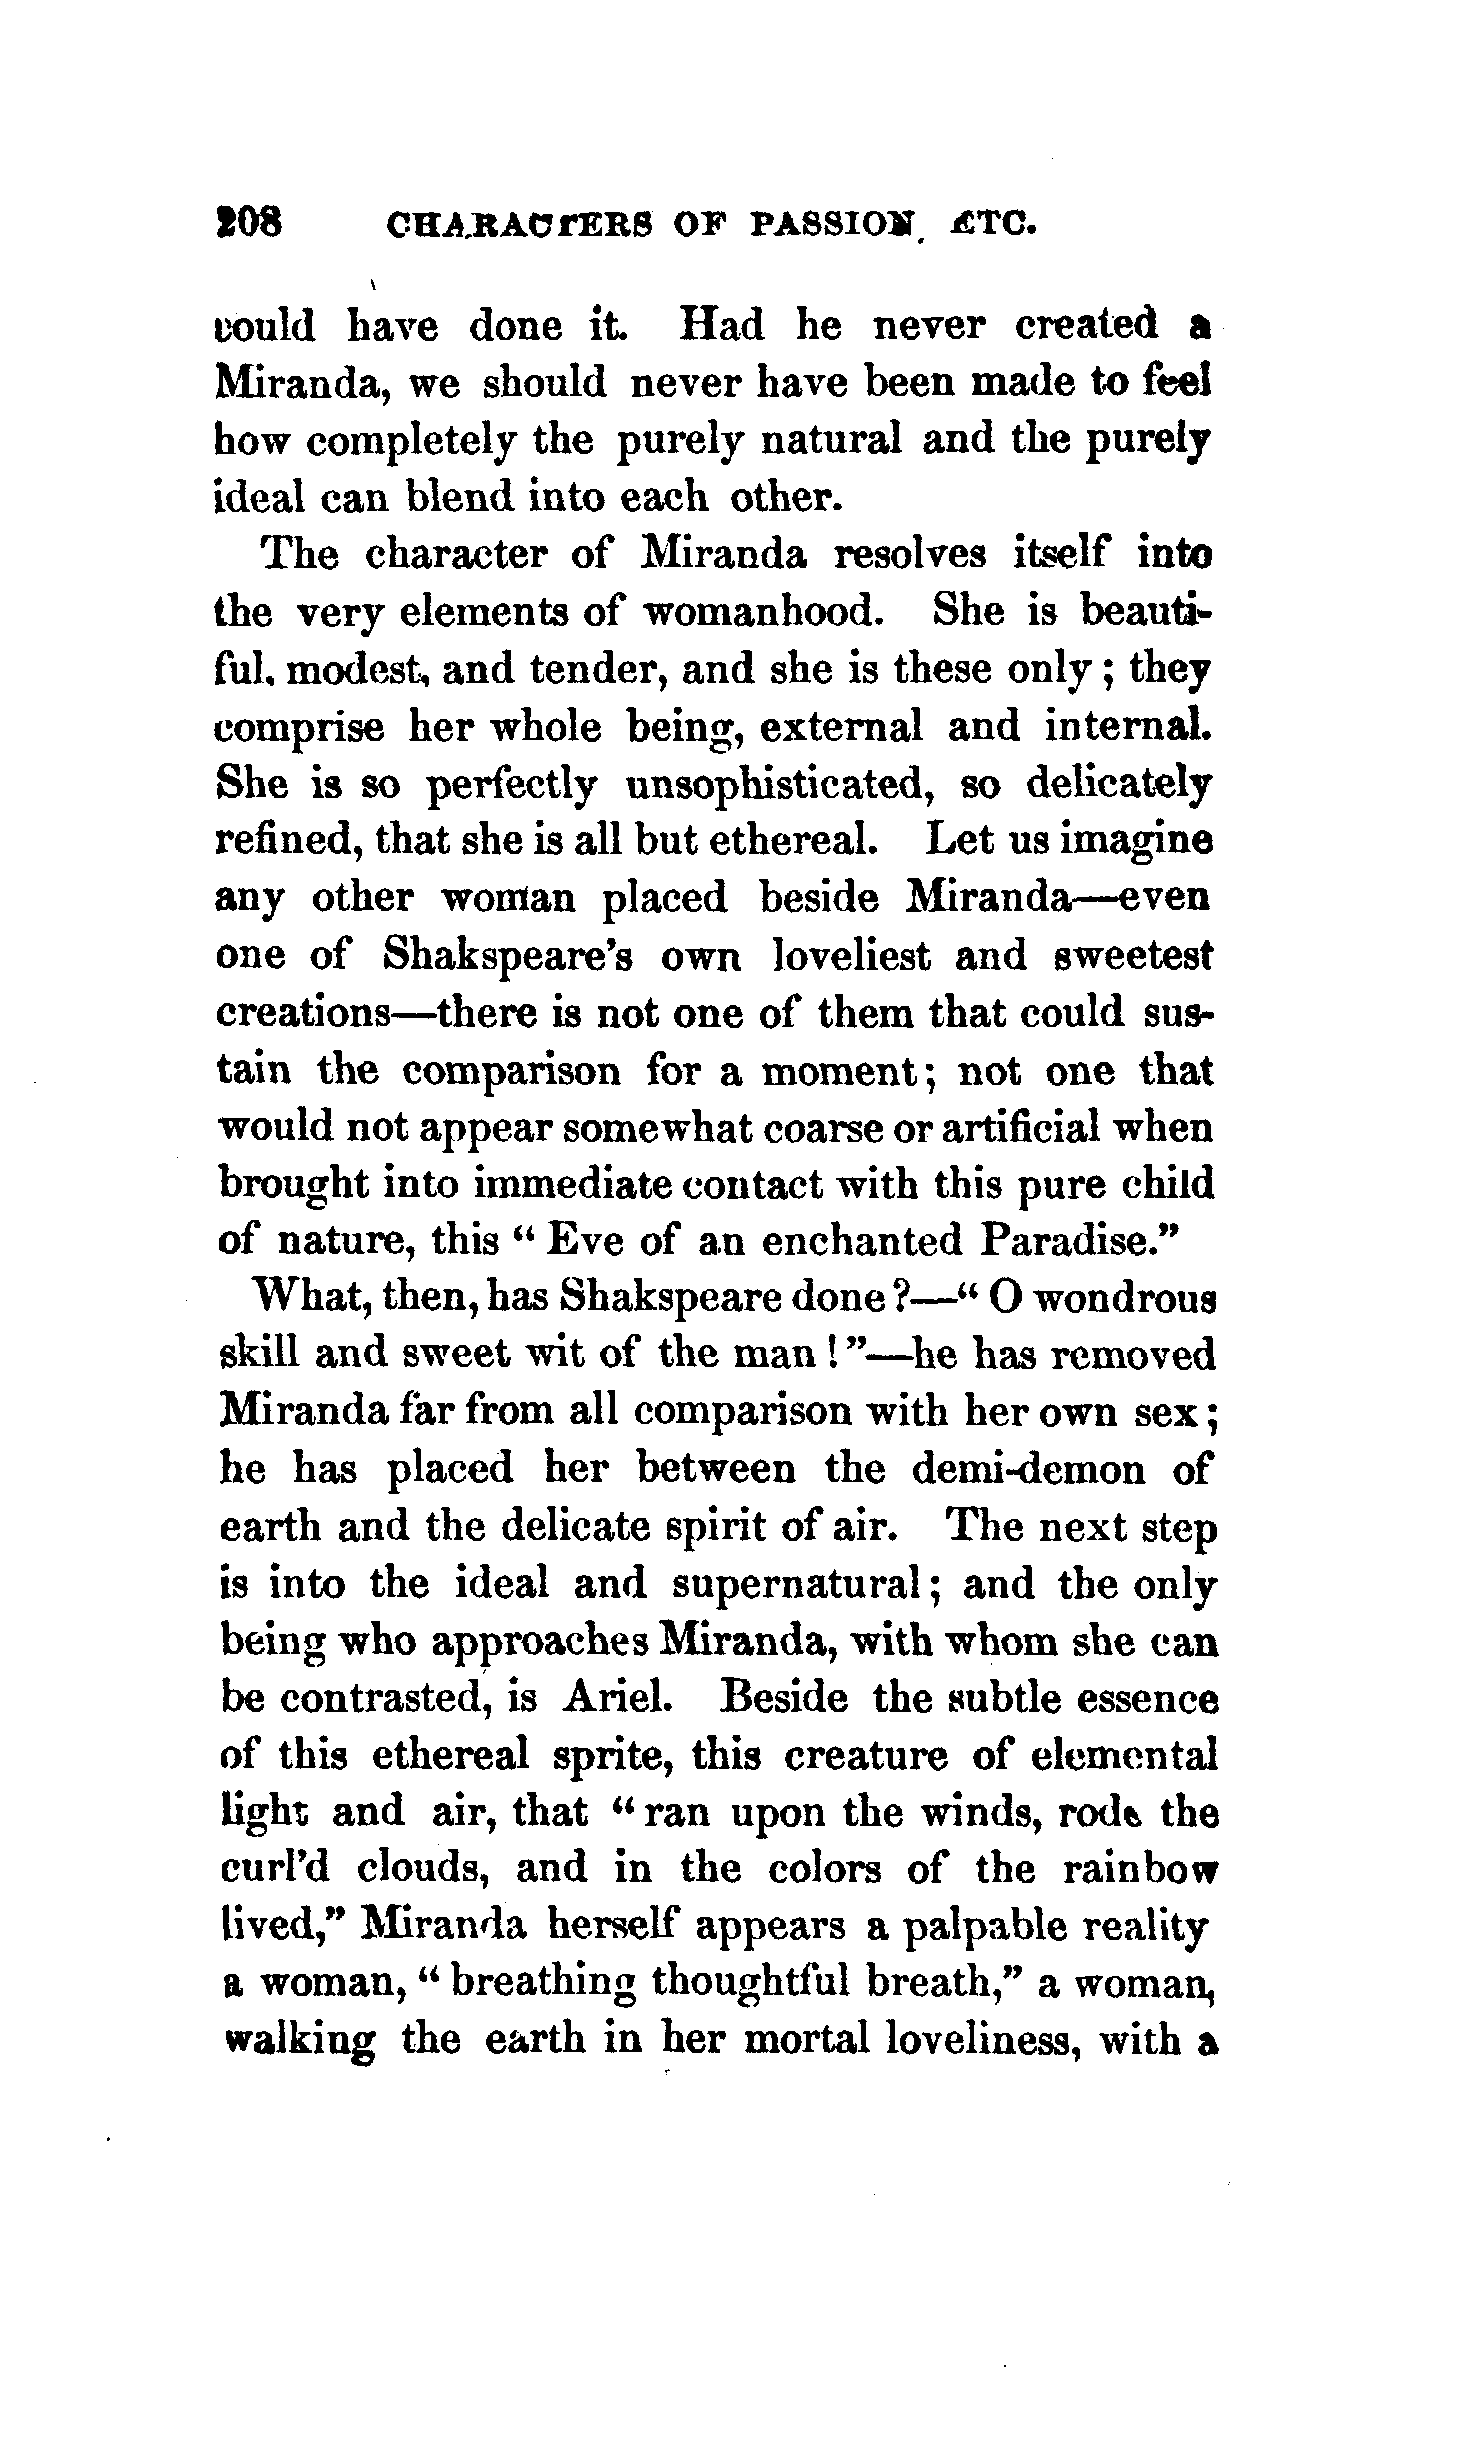 208 CHARACTERS OF PASSION, ETC.
could have done it. Had he never created a
Miranda, we should never have been made to feel
how completely the purely natural and the purely
ideal can blend into each other.
The character of Miranda resolves itself into
the very elements of womanhood. She is beauti-
ful, modest, and tender, and she is these only; they
comprise her whole being, external and internal.
She is so perfectly unsophisticated, so delicately
refined, that she is all but ethereal. Let us imagine
any other woman placed beside Miranda—even
one of Shakspeare's own loveliest and sweetest
creations—there is not one of them that could sus-
tain the comparison for a moment; not one that
would not appear somewhat coarse or artificial when
brought into immediate contact with this pure child
of nature, this "Eve of an enchanted Paradise."
What, then, has Shakspeare done?—"O wondrous
skill and sweet wit of the man!"—he has removed
Miranda far from all comparison with her own sex;
he has placed her between the demi-demon of
earth and the delicate spirit of air. The next step
is into the ideal and supernatural; and the only
being who approaches Miranda, with whom she can
be contrasted, is Ariel. Beside the subtle essence
of this ethereal sprite, this creature of elemental
light and air, that "ran upon the winds, rode the
curl'd clouds, and in the colors of the rainbow
lived," Miranda herself appears a palpable reality
a woman, "breathing thoughtful breath," a woman,
walking the earth in her mortal loveliness, with a